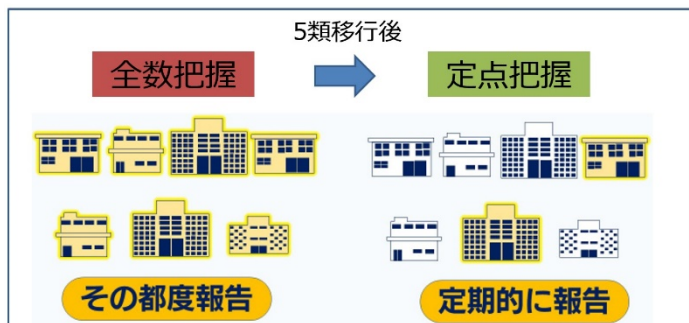 5類移行後
全数把握
定点把握
その都度報告
定期的に報告